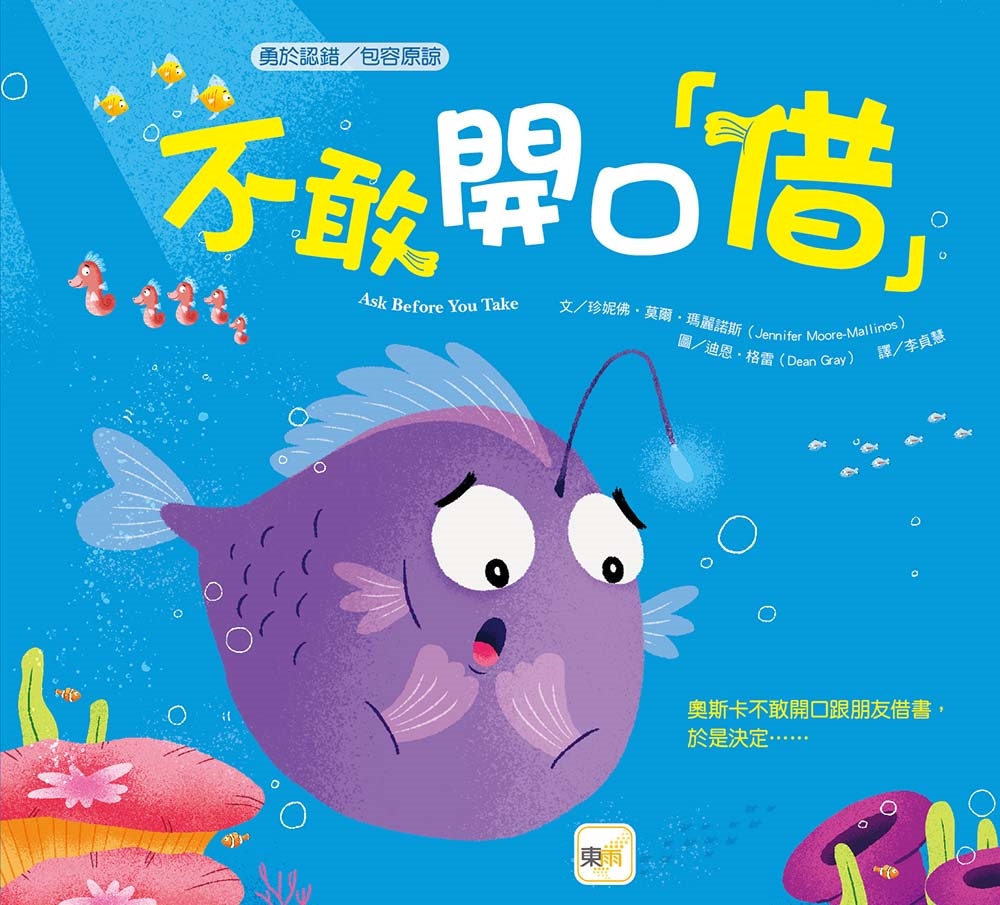 勇於認錯／包容原諒
不敢開口「借」
Ask Before You Take
文／珍妮佛・莫爾・瑪麗諾斯（Jennifer Moore-Mallinos）
圖／迪恩・格雷（Dean Gray） 譯／李貞慧
奧斯卡不敢開口跟朋友借書，
於是決定……
東雨